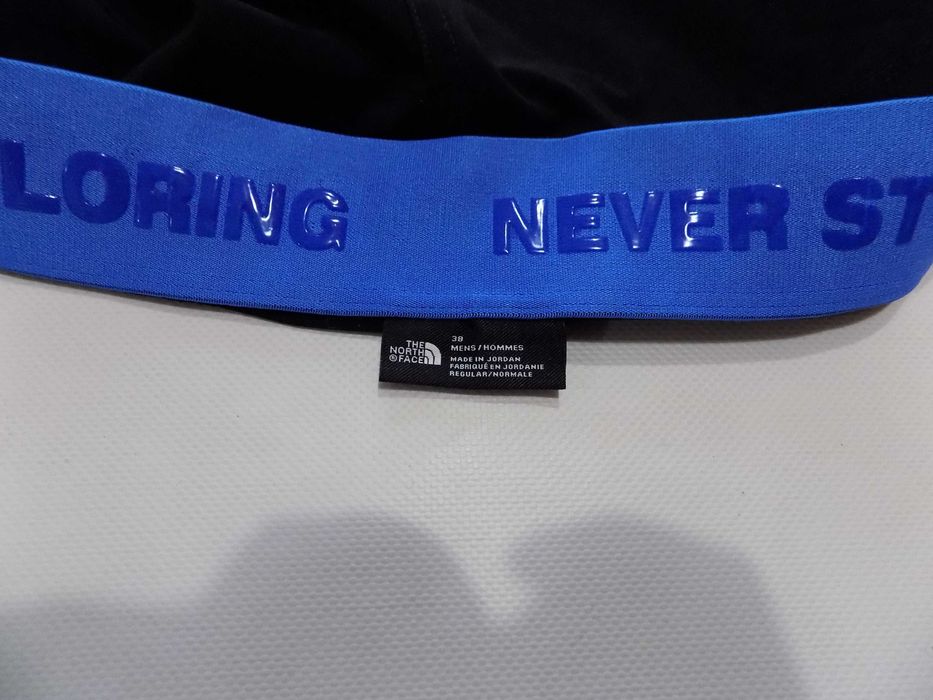 LORING NEVER ST
THE
NORTH
FACE
38
MENS/HOMMES
MADE IN JORDAN
FABRIQUÉ EN JORDANIE
REGULAR/NORMALE